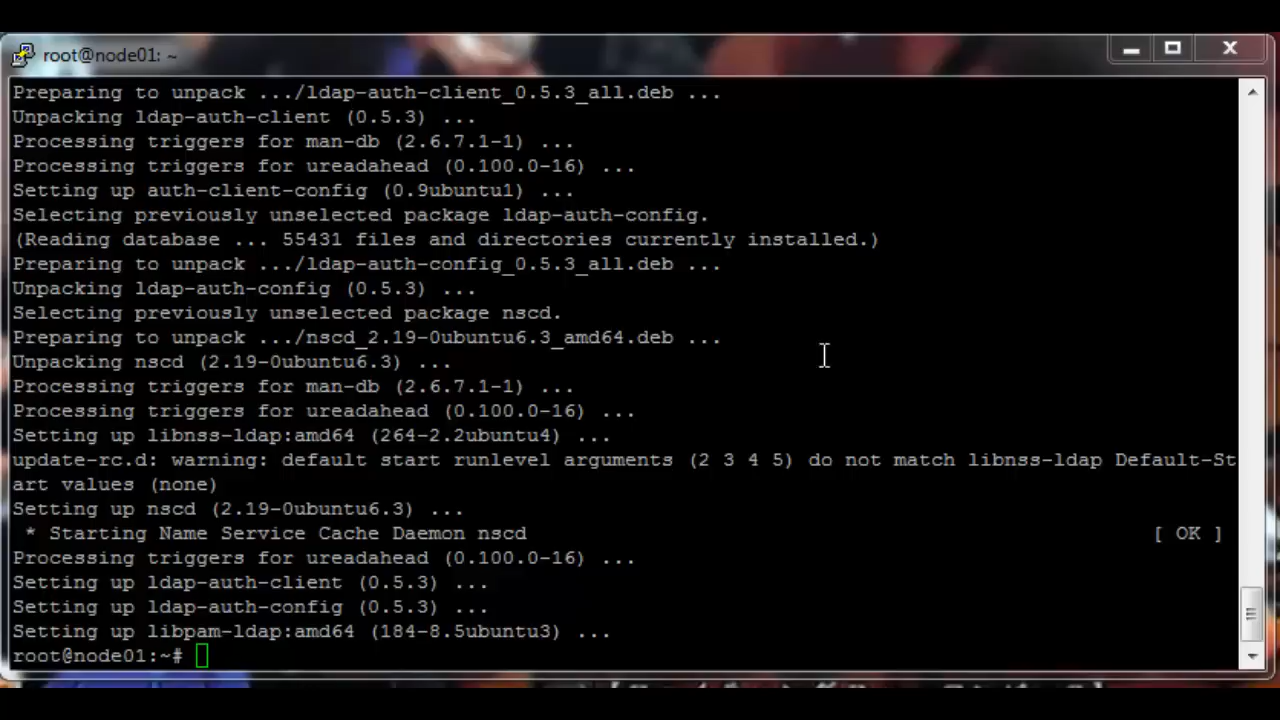 root@node01: ~
Preparing to unpack .../ldap-auth-client_0.5.3_all.deb ...
Unpacking ldap-auth-client (0.5.3) ...
Processing triggers for man-db (2.6.7.1-1) ...
Processing triggers for ureadahead (0.100.0-16) ...
Setting up auth-client-config (0.9ubuntu1) ...
Selecting previously unselected package ldap-auth-config.
(Reading database ... 55431 files and directories currently installed.)
Preparing to unpack .../ldap-auth-config_0.5.3_all.deb ...
Unpacking ldap-auth-config (0.5.3) ...
Selecting previously unselected package nscd.
Preparing to unpack .../nscd_2.19-0ubuntu6.3_amd64.deb ...
Unpacking nscd (2.19-0ubuntu6.3) ...
Processing triggers for man-db (2.6.7.1-1) ...
Processing triggers for ureadahead (0.100.0-16) ...
Setting up libnss-ldap:amd64 (264-2.2ubuntu4) ...
update-rc.d: warning: default start runlevel arguments (2 3 4 5) do not match libnss-ldap Default-St
art values (none)
Setting up nscd (2.19-0ubuntu6.3) ...
 * Starting Name Service Cache Daemon nscd [ OK ]
Processing triggers for ureadahead (0.100.0-16) ...
Setting up ldap-auth-client (0.5.3) ...
Setting up ldap-auth-config (0.5.3) ...
Setting up libpam-ldap:amd64 (184-8.5ubuntu3) ...
root@node01:~#